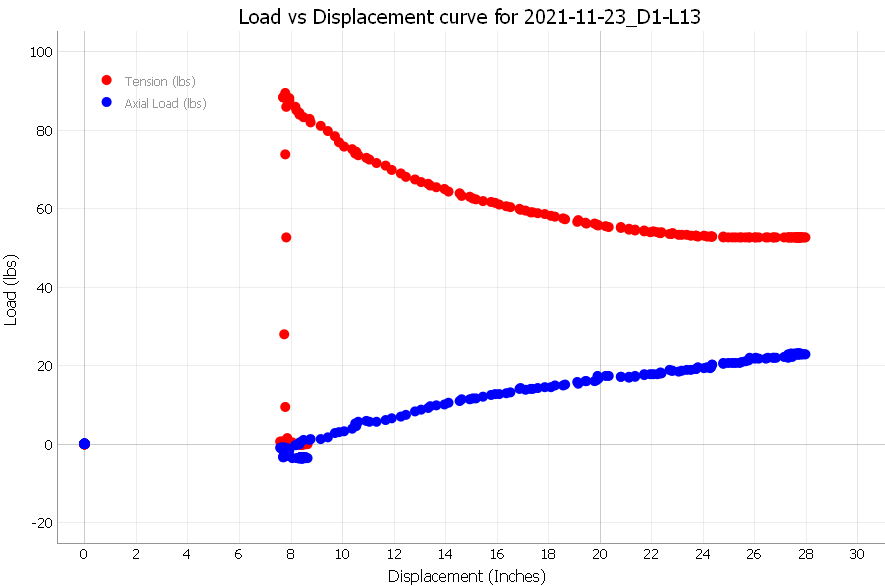 Load vs Displacement curve for 2021-11-23_D1-L13
100
Tension (lbs)
Axial Load (lbs)
80
60
40
20
0
-20
Load (lbs)
0 2 4 6 8 10 12 14 16 18 20 22 24 26 28 30
Displacement (Inches)